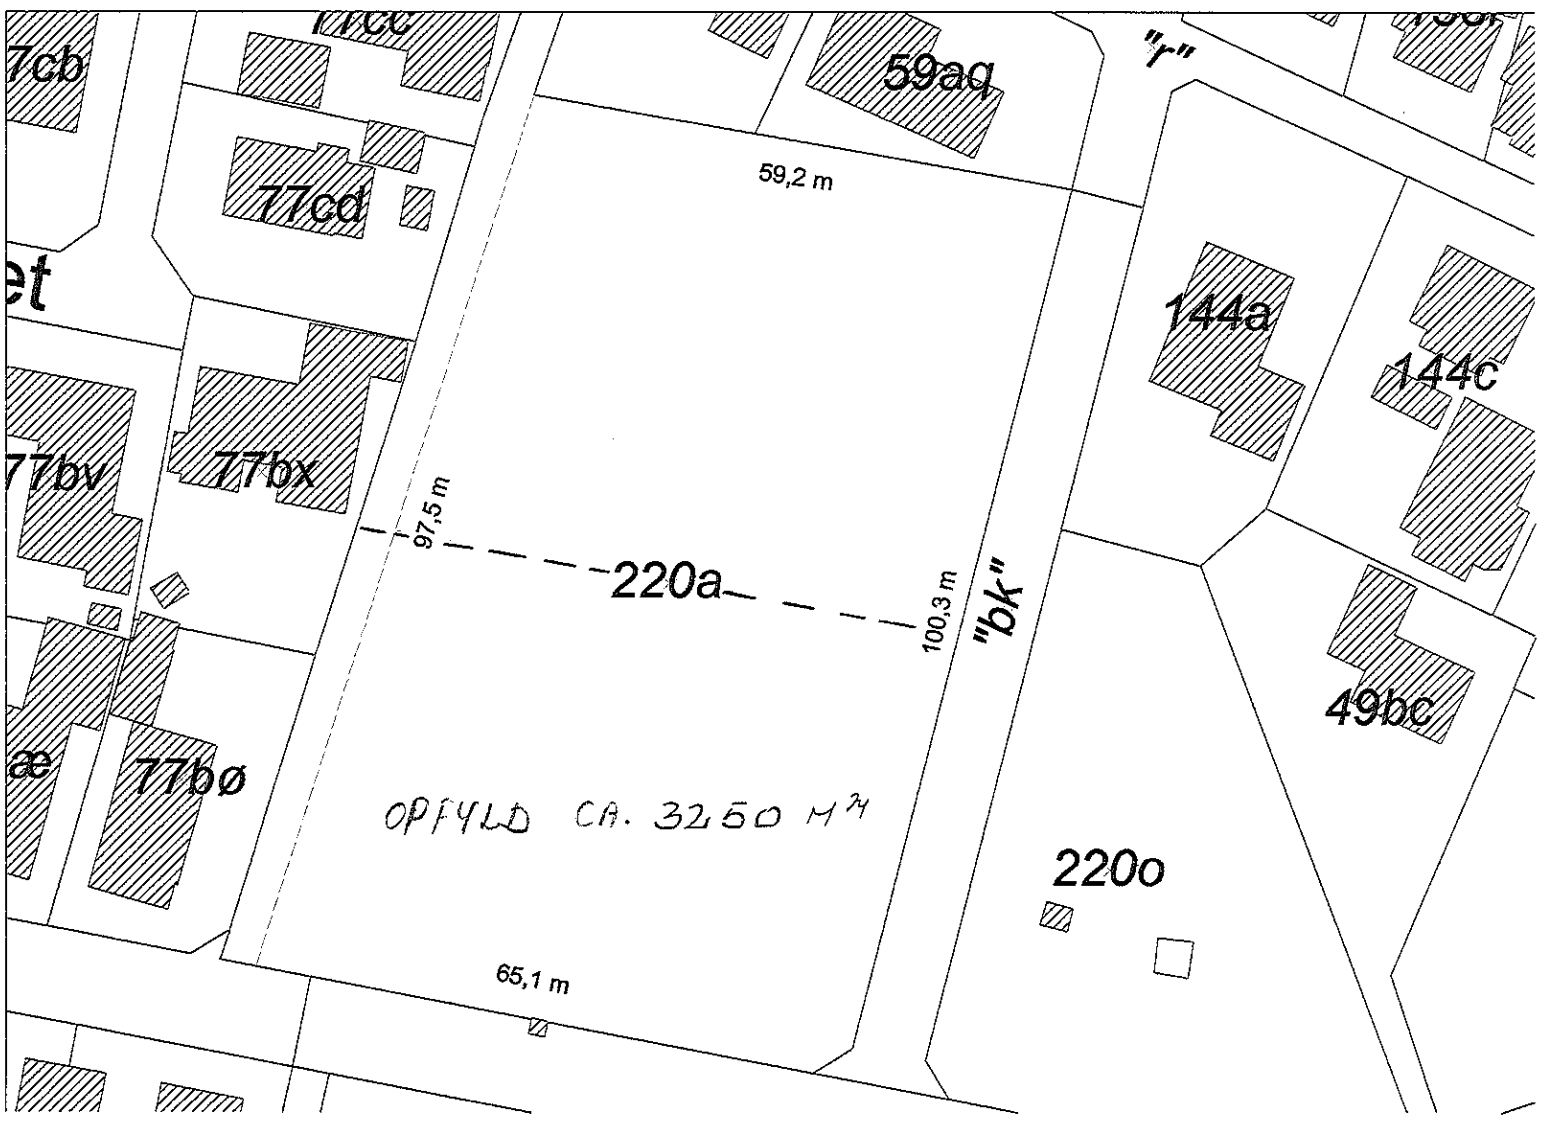 77cc
7cb
59aq
"r"
59,2 m
77cd
et
144a
144c
77bv
77bx
97,5 m
220a
100,3 m
"bk"
49bc
æ
77bø
OPFYLD CA. 3250 M
220o
65,1 m